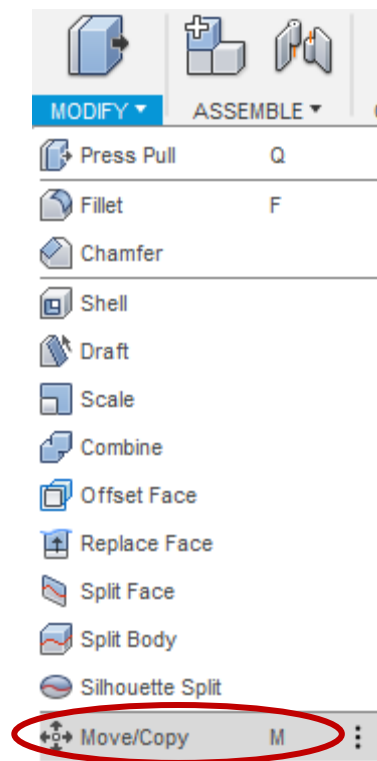 MODIFY ▼ ASSEMBLE ▼
Press Pull Q
Fillet F
Chamfer
Shell
Draft
Scale
Combine
Offset Face
Replace Face
Split Face
Split Body
Silhouette Split
Move/Copy M